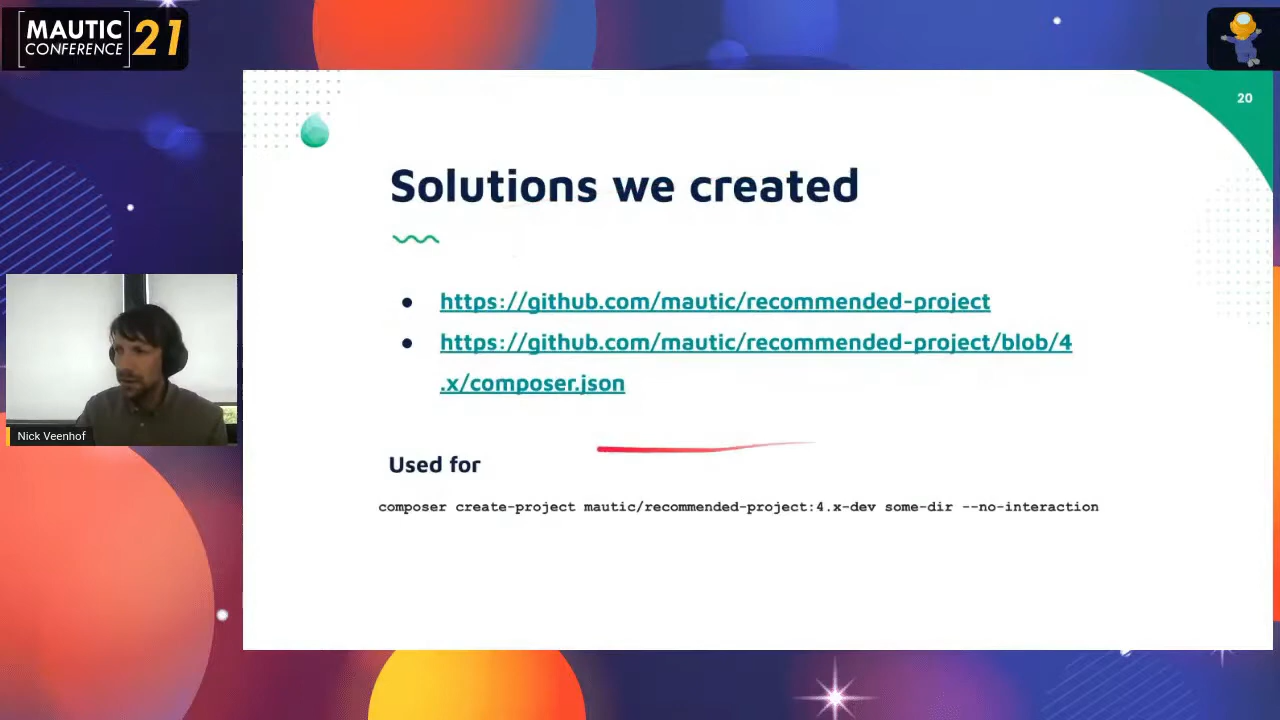 MAUTIC
CONFERENCE
21
20
Solutions we created
https://github.com/mautic/recommended-project
https://github.com/mautic/recommended-project/blob/4
.x/composer.json
Nick Veenhof
Used for
composer create-project mautic/recommended-project:4.x-dev some-dir --no-interaction